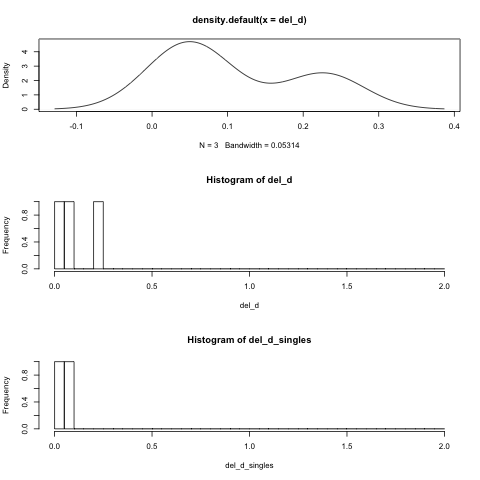 density.default(x = del_d)
Density
0 1 2 3 4
-0.1 0.0 0.1 0.2 0.3 0.4
N = 3 Bandwidth = 0.05314
Histogram of del_d
Frequency
0.0 0.4 0.8
0.0 0.5 1.0 1.5 2.0
del_d
Histogram of del_d_singles
Frequency
0.0 0.4 0.8
0.0 0.5 1.0 1.5 2.0
del_d_singles